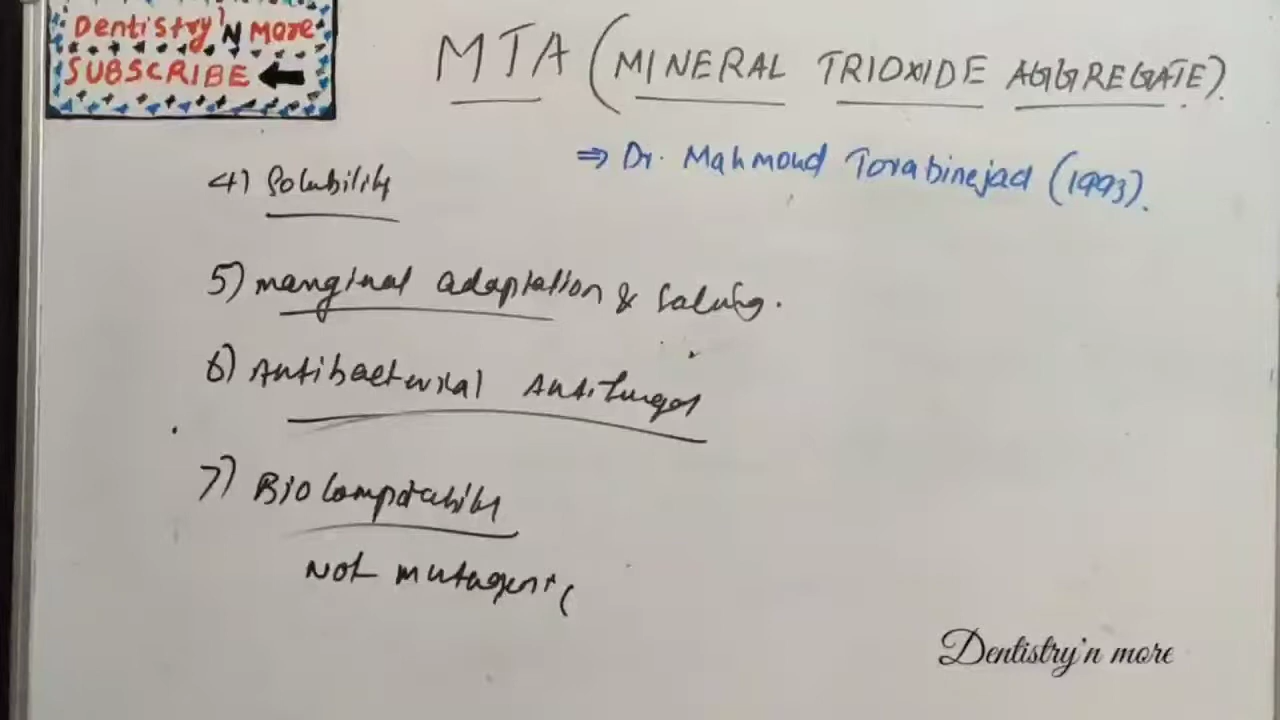 Dentistry'N More
SUBSCRIBE
MTA (MINERAL TRIOXIDE AGGREGATE).
⇒ Dr. Mahmoud Torabinejad (1993).
4) Solubility
5) marginal adaptation & Sealing.
6) Antibacterial Antifungal
7) Biocompatability
Not mutagenic
Dentistry'n more